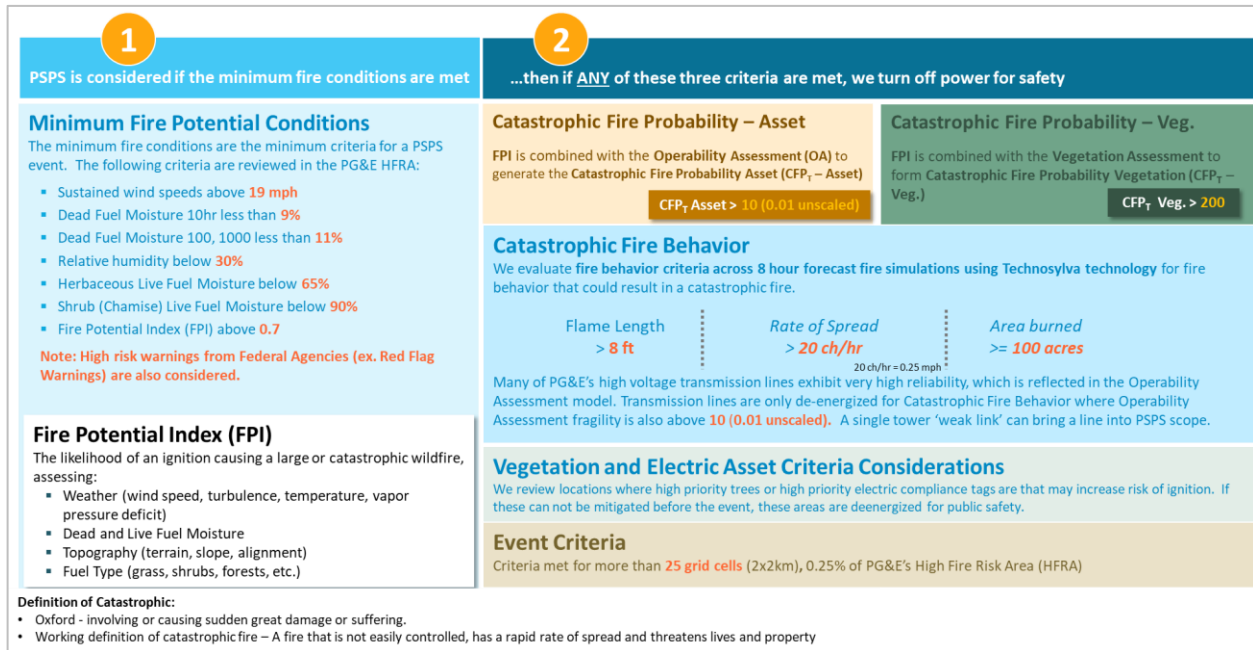 1
PSPS is considered if the minimum fire conditions are met
Minimum Fire Potential Conditions
The minimum fire conditions are the minimum criteria for a PSPS
event. The following criteria are reviewed in the PG&E HFRA:
▪ Sustained wind speeds above 19 mph
▪ Dead Fuel Moisture 10hr less than 9%
▪ Dead Fuel Moisture 100, 1000 less than 11%
▪ Relative humidity below 30%
▪ Herbaceous Live Fuel Moisture below 65%
▪ Shrub (Chamise) Live Fuel Moisture below 90%
▪ Fire Potential Index (FPI) above 0.7
Note: High risk warnings from Federal Agencies (ex. Red Flag
Warnings) are also considered.
Fire Potential Index (FPI)
The likelihood of an ignition causing a large or catastrophic wildfire,
assessing:
▪ Weather (wind speed, turbulence, temperature, vapor
pressure deficit)
▪ Dead and Live Fuel Moisture
▪ Topography (terrain, slope, alignment)
▪ Fuel Type (grass, shrubs, forests, etc.)
2
...then if ANY of these three criteria are met, we turn off power for safety
Catastrophic Fire Probability – Asset
FPI is combined with the Operability Assessment (OA) to
generate the Catastrophic Fire Probability Asset (CFPT – Asset)
CFPT Asset > 10 (0.01 unscaled)
Catastrophic Fire Probability – Veg.
FPI is combined with the Vegetation Assessment to
form Catastrophic Fire Probability Vegetation (CFPT –
Veg.)
CFPT Veg. > 200
Catastrophic Fire Behavior
We evaluate fire behavior criteria across 8 hour forecast fire simulations using Technosylva technology for fire
behavior that could result in a catastrophic fire.
Flame Length
> 8 ft
Rate of Spread
> 20 ch/hr
20 ch/hr = 0.25 mph
Area burned
>= 100 acres
Many of PG&E's high voltage transmission lines exhibit very high reliability, which is reflected in the Operability
Assessment model. Transmission lines are only de-energized for Catastrophic Fire Behavior where Operability
Assessment fragility is also above 10 (0.01 unscaled). A single tower 'weak link' can bring a line into PSPS scope.
Vegetation and Electric Asset Criteria Considerations
We review locations where high priority trees or high priority electric compliance tags are that may increase risk of ignition. If
these can not be mitigated before the event, these areas are deenergized for public safety.
Event Criteria
Criteria met for more than 25 grid cells (2x2km), 0.25% of PG&E's High Fire Risk Area (HFRA)
Definition of Catastrophic:
• Oxford - involving or causing sudden great damage or suffering.
• Working definition of catastrophic fire – A fire that is not easily controlled, has a rapid rate of spread and threatens lives and property